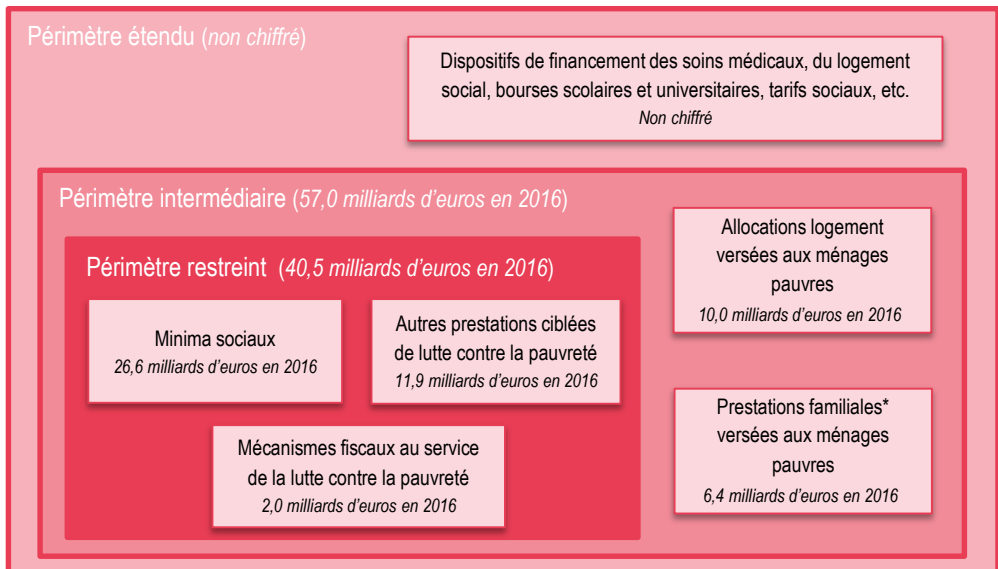 Périmètre étendu (non chiffré)
Dispositifs de financement des soins médicaux, du logement
social, bourses scolaires et universitaires, tarifs sociaux, etc.
Non chiffré
Périmètre intermédiaire (57,0 milliards d'euros en 2016)
Périmètre restreint (40,5 milliards d'euros en 2016)
Minima sociaux
26,6 milliards d'euros en 2016
Autres prestations ciblées
de lutte contre la pauvreté
11,9 milliards d'euros en 2016
Mécanismes fiscaux au service
de la lutte contre la pauvreté
2,0 milliards d'euros en 2016
Allocations logement
versées aux ménages
pauvres
10,0 milliards d'euros en 2016
Prestations familiales*
versées aux ménages
pauvres
6,4 milliards d'euros en 2016